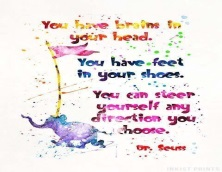 You have brains in
your head.
You have feet
in your shoes.
You can steer
yourself any
direction you
choose.
Dr. Seuss